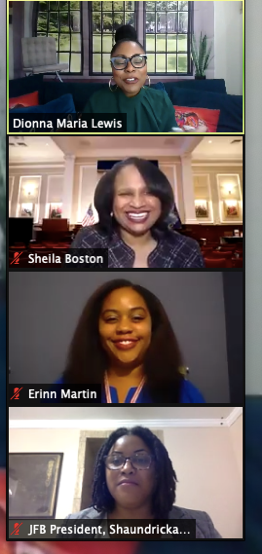 Dionna Maria Lewis
Sheila Boston
Erinn Martin
JFB President, Shaundricka...